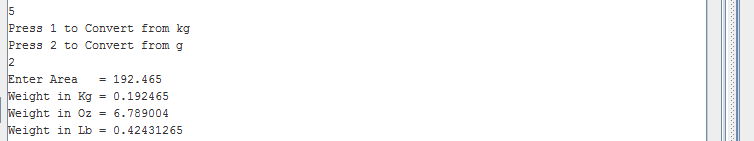 5
Press 1 to Convert from kg
Press 2 to Convert from g
2
Enter Area   = 192.465
Weight in Kg = 0.192465
Weight in Oz = 6.789004
Weight in Lb = 0.42431265